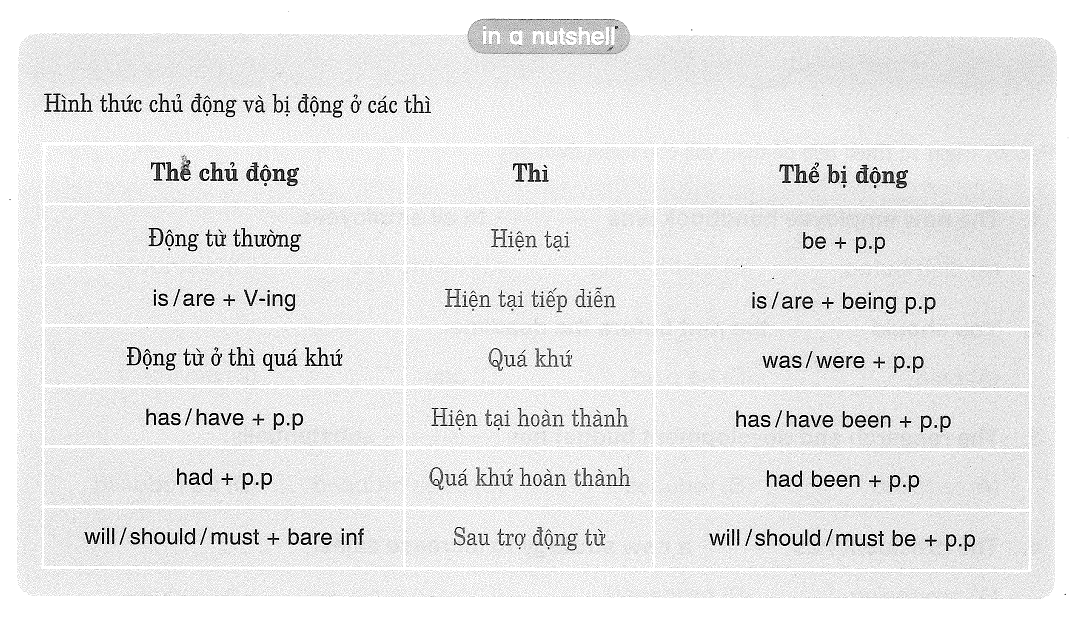 in a nutshell
Hình thức chủ động và bị động ở các thì
Thể chủ động Thì Thể bị động
Động từ thường Hiện tại be + p.p
is/are + V-ing Hiện tại tiếp diễn is/are + being p.p
Động từ ở thì quá khứ Quá khứ was/were + p.p
has/have + p.p Hiện tại hoàn thành has/have been + p.p
had + p.p Quá khứ hoàn thành had been + p.p
will/should/must + bare inf Sau trợ động từ will/should/must be + p.p